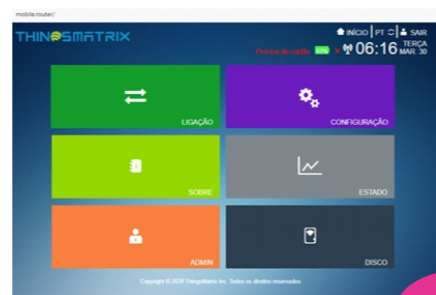 mobile.router/
THINGSMATRIX
INÍCIO | PT | SAIR
Procura de cartão 06:16 TERÇA MAR. 30
LIGAÇÃO
CONFIGURAÇÃO
SOBRE
ESTADO
ADMIN
DISCO
Copyright © 2020 ThingsMatrix Inc. Todos os direitos reservados.